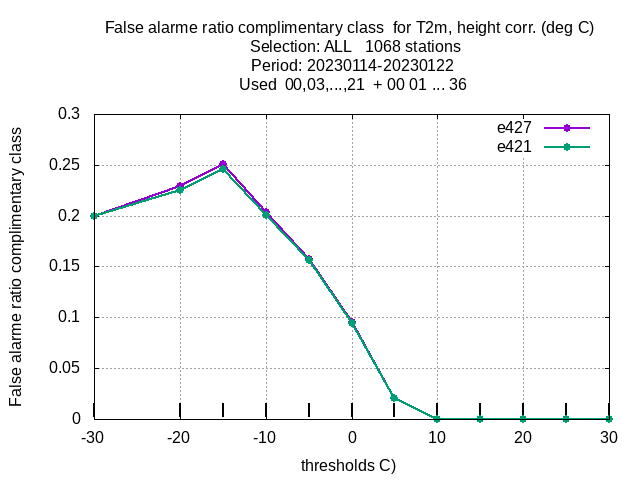 False alarme ratio complimentary class  for T2m, height corr. (deg C)
Selection: ALL   1068 stations
Period: 20230114-20230122
Used  00,03,...,21  + 00 01 ... 36
False alarme ratio complimentary class
0.3
0.25
0.2
0.15
0.1
0.05
0
e427
e421
-30 -20 -10 0 10 20 30
thresholds C)